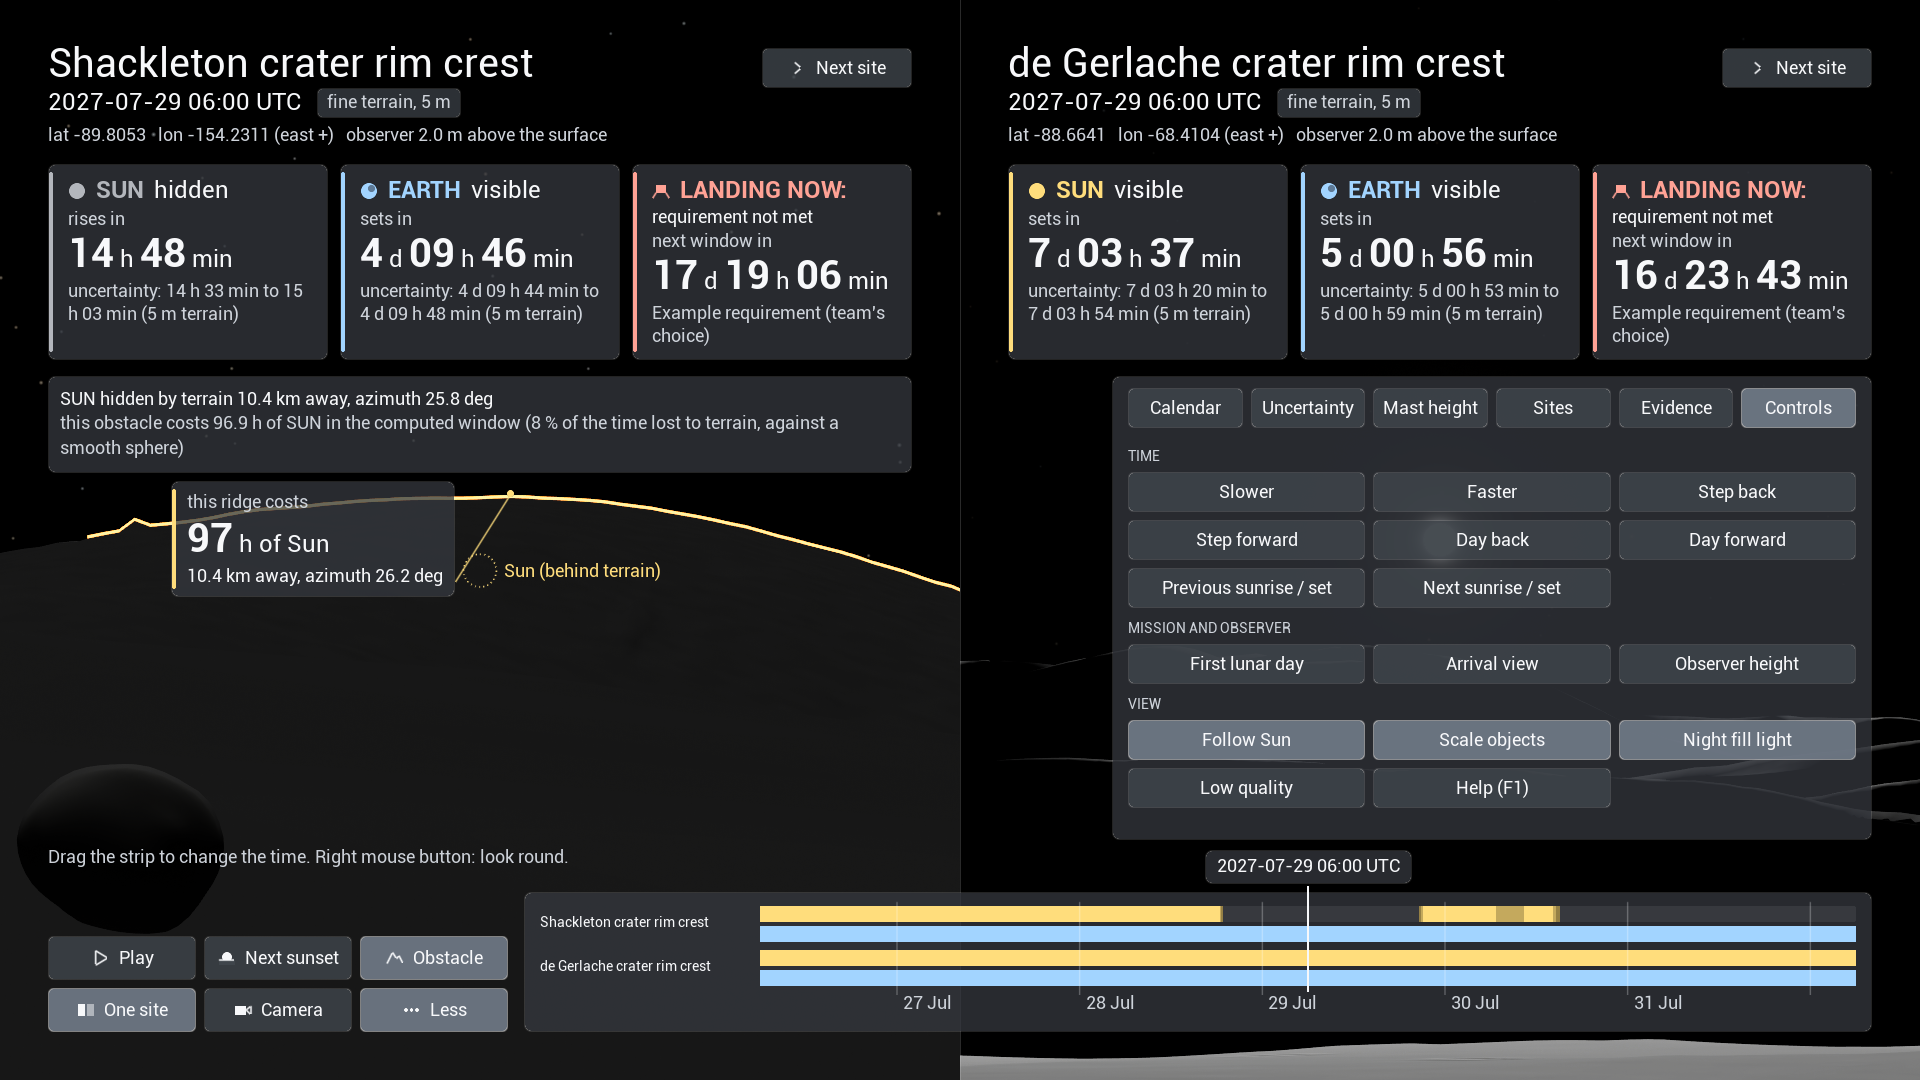 Shackleton crater rim crest
Next site
2027-07-29 06:00 UTC
fine terrain, 5 m
lat -89.8053 lon -154.2311 (east +) observer 2.0 m above the surface
SUN hidden
rises in
14 h 48 min
uncertainty: 14 h 33 min to 15
h 03 min (5 m terrain)
EARTH visible
sets in
4 d 09 h 46 min
uncertainty: 4 d 09 h 44 min to
4 d 09 h 48 min (5 m terrain)
LANDING NOW:
requirement not met
next window in
17 d 19 h 06 min
Example requirement (team's
choice)
SUN hidden by terrain 10.4 km away, azimuth 25.8 deg
this obstacle costs 96.9 h of SUN in the computed window (8 % of the time lost to terrain, against a
smooth sphere)
this ridge costs
97 h of Sun
10.4 km away, azimuth 26.2 deg
Sun (behind terrain)
Drag the strip to change the time. Right mouse button: look round.
Play
Next sunset
Obstacle
One site
Camera
Less
de Gerlache crater rim crest
Next site
2027-07-29 06:00 UTC
fine terrain, 5 m
lat -88.6641 lon -68.4104 (east +) observer 2.0 m above the surface
SUN visible
sets in
7 d 03 h 37 min
uncertainty: 7 d 03 h 20 min to
7 d 03 h 54 min (5 m terrain)
EARTH visible
sets in
5 d 00 h 56 min
uncertainty: 5 d 00 h 53 min to
5 d 00 h 59 min (5 m terrain)
LANDING NOW:
requirement not met
next window in
16 d 23 h 43 min
Example requirement (team's
choice)
Calendar
Uncertainty
Mast height
Sites
Evidence
Controls
TIME
Slower
Faster
Step back
Step forward
Day back
Day forward
Previous sunrise / set
Next sunrise / set
MISSION AND OBSERVER
First lunar day
Arrival view
Observer height
VIEW
Follow Sun
Scale objects
Night fill light
Low quality
Help (F1)
2027-07-29 06:00 UTC
Shackleton crater rim crest
de Gerlache crater rim crest
27 Jul
28 Jul
29 Jul
30 Jul
31 Jul